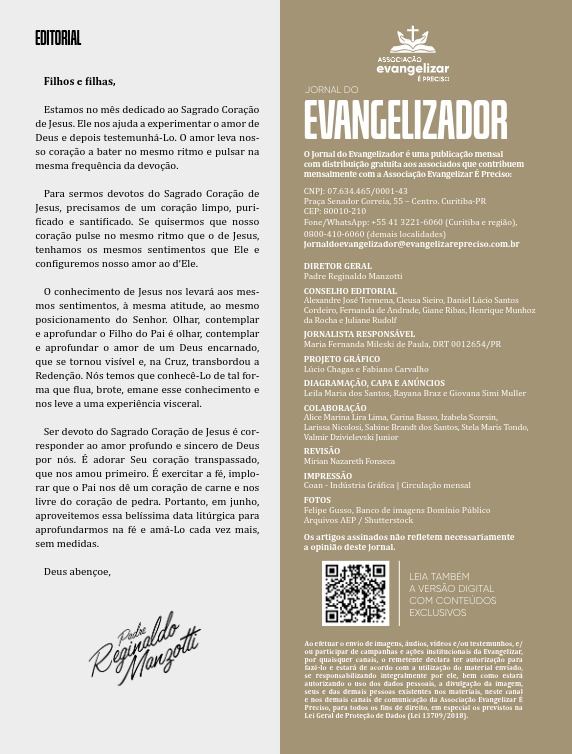 EDITORIAL
Filhos e filhas,
Estamos no mês dedicado ao Sagrado Coração
de Jesus. Ele nos ajuda a experimentar o amor de
Deus e depois testemunhá-Lo. O amor leva nos-
so coração a bater no mesmo ritmo e pulsar na
mesma frequência da devoção.
Para sermos devotos do Sagrado Coração de
Jesus, precisamos de um coração limpo, puri-
ficado e santificado. Se quisermos que nosso
coração pulse no mesmo ritmo que o de Jesus,
tenhamos os mesmos sentimentos que Ele e
configuremos nosso amor ao d'Ele.
O conhecimento de Jesus nos levará aos mes-
mos sentimentos, à mesma atitude, ao mesmo
posicionamento do Senhor. Olhar, contemplar
e aprofundar o Filho do Pai é olhar, contemplar
e aprofundar o amor de um Deus encarnado,
que se tornou visível e, na Cruz, transbordou a
Redenção. Nós temos que conhecê-Lo de tal for-
ma que flua, brote, emane esse conhecimento e
nos leve a uma experiência visceral.
Ser devoto do Sagrado Coração de Jesus é cor-
responder ao amor profundo e sincero de Deus
por nós. É adorar Seu coração transpassado,
que nos amou primeiro. É exercitar a fé, implo-
rar que o Pai nos dê um coração de carne e nos
livre do coração de pedra. Portanto, em junho,
aproveitemos essa belíssima data litúrgica para
aprofundarmos na fé e amá-Lo cada vez mais,
sem medidas.
Deus abençoe,
Padre
Reginaldo
Manzotti
ASSOCIAÇÃO
evangelizar
É PRECISO
JORNAL DO
EVANGELIZADOR
O Jornal do Evangelizador é uma publicação mensal
com distribuição gratuita aos associados que contribuem
mensalmente com a Associação Evangelizar É Preciso:
CNPJ: 07.634.465/0001-43
Praça Senador Correia, 55 – Centro. Curitiba-PR
CEP: 80010-210
Fone/WhatsApp: +55 41 3221-6060 (Curitiba e região),
0800-410-6060 (demais localidades)
jornaldoevangelizador@evangelizarepreciso.com.br
DIRETOR GERAL
Padre Reginaldo Manzotti
CONSELHO EDITORIAL
Alexandre José Tormena, Cleusa Sieiro, Daniel Lúcio Santos
Cordeiro, Fernanda de Andrade, Giane Ribas, Henrique Munhoz
da Rocha e Juliane Rudolf
JORNALISTA RESPONSÁVEL
Maria Fernanda Mileski de Paula, DRT 0012654/PR
PROJETO GRÁFICO
Lúcio Chagas e Fabiano Carvalho
DIAGRAMAÇÃO, CAPA E ANÚNCIOS
Leila Maria dos Santos, Rayana Braz e Giovana Simi Muller
COLABORAÇÃO
Alice Marina Lira Lima, Carina Basso, Izabela Scorsin,
Larissa Nicolosi, Sabine Brandt dos Santos, Stela Maris Tondo,
Valmir Dzivielevski Junior
REVISÃO
Mirian Nazareth Fonseca
IMPRESSÃO
Coan - Indústria Gráfica | Circulação mensal
FOTOS
Felipe Gusso, Banco de imagens Domínio Público
Arquivos AEP / Shutterstock
Os artigos assinados não refletem necessariamente
a opinião deste Jornal.
LEIA TAMBÉM
A VERSÃO DIGITAL
COM CONTEÚDOS
EXCLUSIVOS
Ao efetuar o envio de imagens, áudios, vídeos e/ou testemunhos, e/
ou participar de campanhas e ações institucionais da Evangelizar,
por quaisquer canais, o remetente declara ter autorização para
fazê-lo e estará de acordo com a utilização do material enviado,
se responsabilizando integralmente por ele, bem como estará
autorizando o uso dos dados pessoais, a divulgação da imagem,
seus e das demais pessoas existentes nos materiais, neste canal
e nos demais canais de comunicação da Associação Evangelizar É
Preciso, para todos os fins de direito, em especial os previstos na
Lei Geral de Proteção de Dados (Lei 13709/2018).